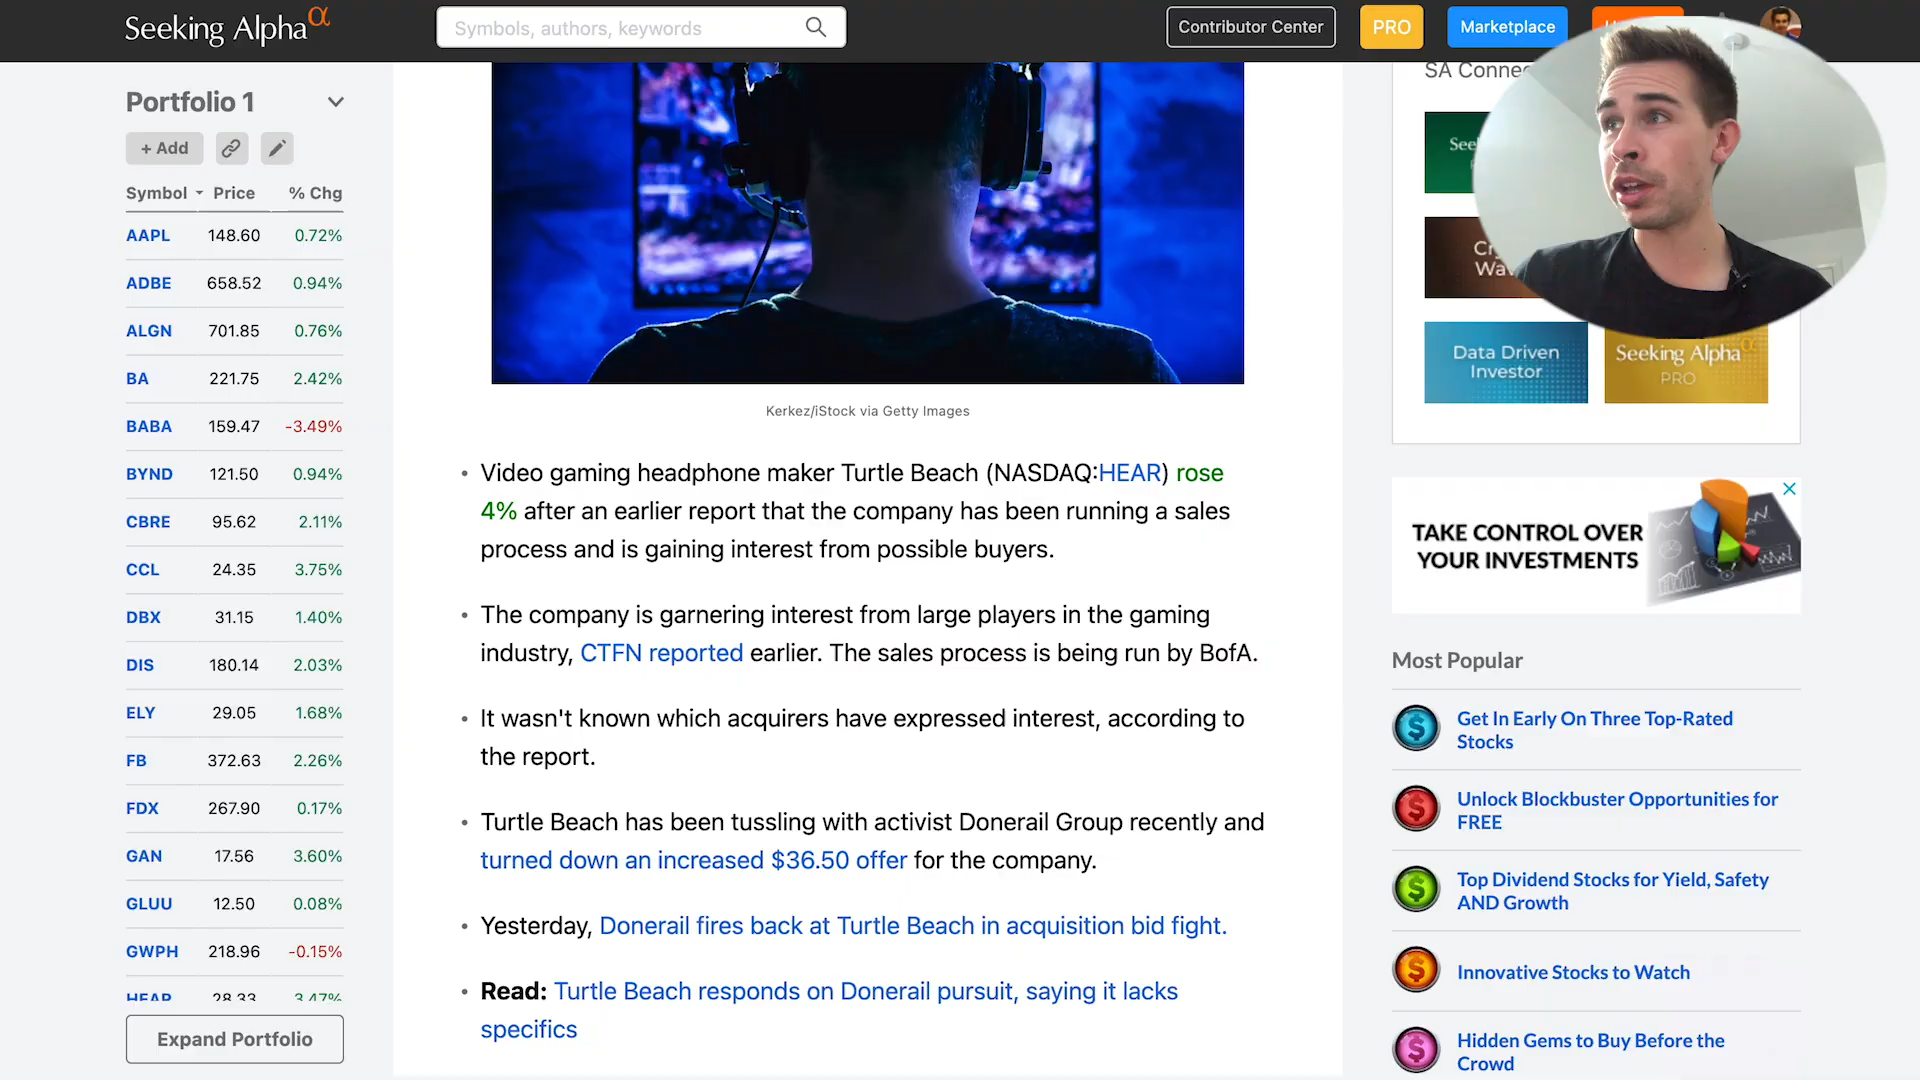 Seeking Alpha α
Symbols, authors, keywords
Contributor Center
PRO
Marketplace
Portfolio 1
+ Add
Symbol Price % Chg
AAPL 148.60 0.72%
ADBE 658.52 0.94%
ALGN 701.85 0.76%
BA 221.75 2.42%
BABA 159.47 -3.49%
BYND 121.50 0.94%
CBRE 95.62 2.11%
CCL 24.35 3.75%
DBX 31.15 1.40%
DIS 180.14 2.03%
ELY 29.05 1.68%
FB 372.63 2.26%
FDX 267.90 0.17%
GAN 17.56 3.60%
GLUU 12.50 0.08%
GWPH 218.96 -0.15%
HEAR 28.33 3.47%
Expand Portfolio
Kerkez/iStock via Getty Images
• Video gaming headphone maker Turtle Beach (NASDAQ:HEAR) rose
4% after an earlier report that the company has been running a sales
process and is gaining interest from possible buyers.
• The company is garnering interest from large players in the gaming
industry, CTFN reported earlier. The sales process is being run by BofA.
• It wasn't known which acquirers have expressed interest, according to
the report.
• Turtle Beach has been tussling with activist Donerail Group recently and
turned down an increased $36.50 offer for the company.
• Yesterday, Donerail fires back at Turtle Beach in acquisition bid fight.
• Read: Turtle Beach responds on Donerail pursuit, saying it lacks
specifics
SA
Data Driven
Investor
Seeking Alpha α
PRO
TAKE CONTROL OVER
YOUR INVESTMENTS
Most Popular
Get In Early On Three Top-Rated
Stocks
Unlock Blockbuster Opportunities for
FREE
Top Dividend Stocks for Yield, Safety
AND Growth
Innovative Stocks to Watch
Hidden Gems to Buy Before the
Crowd